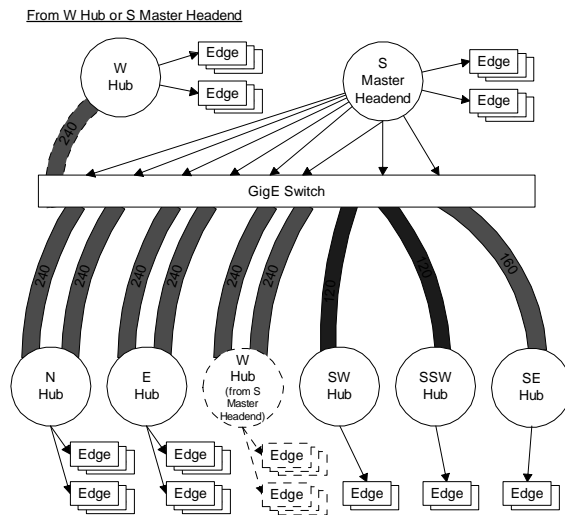 From W Hub or S Master Headend
W
Hub
Edge
Edge
S
Master
Headend
Edge
Edge
240
GigE Switch
240
240
240
240
240
240
120
120
160
N
Hub
E
Hub
W
Hub
(from S
Master
Headend)
SW
Hub
SSW
Hub
SE
Hub
Edge
Edge
Edge
Edge
Edge
Edge
Edge
Edge
Edge